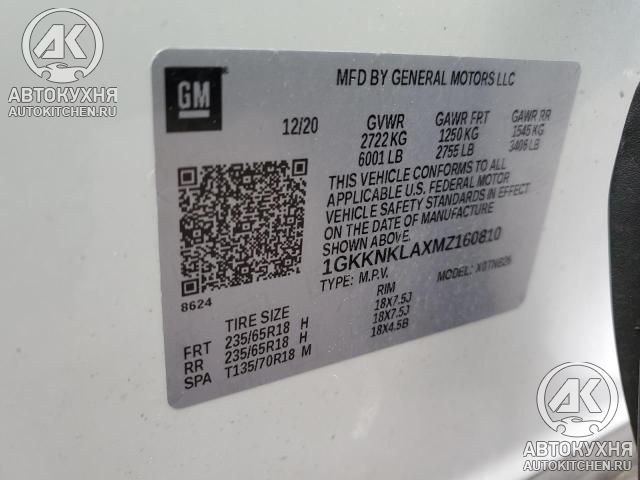 АК
АВТОКУХНЯ
AUTOKITCHEN.RU
GM
MFD BY GENERAL MOTORS LLC
12/20
GVWR GAWR FRT GAWR RR
2722 KG 1250 KG 1545 KG
6001 LB 2755 LB 3406 LB
THIS VEHICLE CONFORMS TO ALL
APPLICABLE U.S. FEDERAL MOTOR
VEHICLE SAFETY STANDARDS IN EFFECT
ON THE DATE OF MANUFACTURE
SHOWN ABOVE.
1GKKNKLAXMZ160810
TYPE: M.P.V. MODEL: X0TNB26
8624
TIRE SIZE RIM
FRT 235/65R18 H 18X7.5J
RR 235/65R18 H 18X7.5J
SPA T135/70R18 M 18X4.5B
АК
АВТОКУХНЯ
AUTOKITCHEN.RU